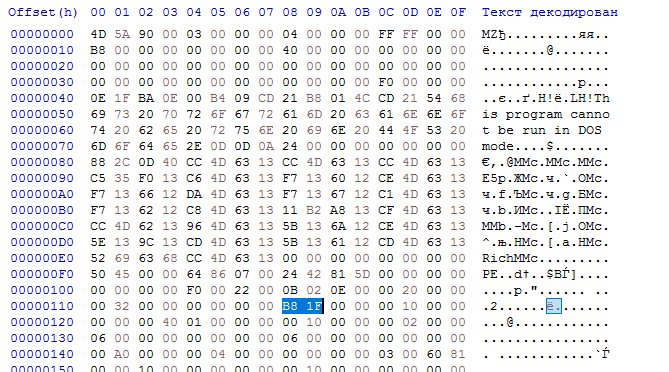 Offset(h) 00 01 02 03 04 05 06 07 08 09 0A 0B 0C 0D 0E 0F Текст декодирован
00000000 4D 5A 90 00 03 00 00 00 04 00 00 00 FF FF 00 00 MZђ.........яя..
00000010 B8 00 00 00 00 00 00 00 40 00 00 00 00 00 00 00 ё.......@.......
00000020 00 00 00 00 00 00 00 00 00 00 00 00 00 00 00 00 ................
00000030 00 00 00 00 00 00 00 00 00 00 00 00 F0 00 00 00 ............р...
00000040 0E 1F BA 0E 00 B4 09 CD 21 B8 01 4C CD 21 54 68 ..є..ґ.Н!ё.LН!Th
00000050 69 73 20 70 72 6F 67 72 61 6D 20 63 61 6E 6E 6F is program canno
00000060 74 20 62 65 20 72 75 6E 20 69 6E 20 44 4F 53 20 t be run in DOS
00000070 6D 6F 64 65 2E 0D 0D 0A 24 00 00 00 00 00 00 00 mode....$.......
00000080 88 2C 0D 40 CC 4D 63 13 CC 4D 63 13 CC 4D 63 13 €,.@МMc.МMc.МMc.
00000090 C5 35 F0 13 C6 4D 63 13 F7 13 60 12 CE 4D 63 13 Е5р.ЖMc.ч.`.ОMc.
000000A0 F7 13 66 12 DA 4D 63 13 F7 13 67 12 C1 4D 63 13 ч.f.ЪMc.ч.g.БMc.
000000B0 F7 13 62 12 C8 4D 63 13 11 B2 A8 13 CF 4D 63 13 ч.b.ИMc..ІЁ.ПMc.
000000C0 CC 4D 62 13 96 4D 63 13 5B 13 6A 12 CE 4D 63 13 МMb.–Mc.[.j.ОMc.
000000D0 5E 13 9C 13 CD 4D 63 13 5B 13 61 12 CD 4D 63 13 ^.њ.НMc.[.a.НMc.
000000E0 52 69 63 68 CC 4D 63 13 00 00 00 00 00 00 00 00 RichМMc.........
000000F0 50 45 00 00 64 86 07 00 24 42 81 5D 00 00 00 00 PE..d†..$BЃ]....
00000100 00 00 00 00 F0 00 22 00 0B 02 0E 00 00 20 00 00 ....р."...... ..
00000110 00 32 00 00 00 00 00 00 B8 1F 00 00 00 10 00 00 .2......ё.......
00000120 00 00 00 40 01 00 00 00 00 10 00 00 00 02 00 00 ...@............
00000130 06 00 00 00 00 00 00 00 06 00 00 00 00 00 00 00 ................
00000140 00 A0 00 00 00 04 00 00 00 00 00 00 03 00 60 81 . ............`Ѓ
00000150 00 00 10 00 00 00 00 00 00 10 00 00 00 00 00 00